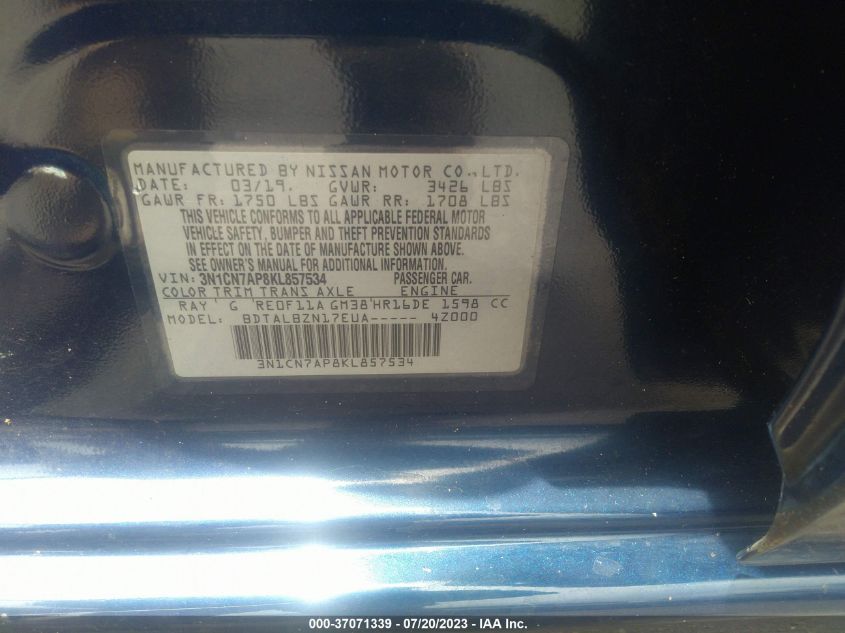 MANUFACTURED BY NISSAN MOTOR CO.,LTD.
DATE: 03/19. GVWR: 3426 LBS
GAWR FR: 1750 LBS GAWR RR: 1708 LBS
THIS VEHICLE CONFORMS TO ALL APPLICABLE FEDERAL MOTOR
VEHICLE SAFETY, BUMPER AND THEFT PREVENTION STANDARDS
IN EFFECT ON THE DATE OF MANUFACTURE SHOWN ABOVE.
SEE OWNER'S MANUAL FOR ADDITIONAL INFORMATION.
VIN: 3N1CN7AP8KL857534 PASSENGER CAR.
COLOR TRIM TRANS AXLE ENGINE
RAY G RE0F11A GM38 HR16DE 1598 CC
MODEL: BDTALBZN17EUA----- 4Z000
3N1CN7AP8KL857534
000-37071339 - 07/20/2023 - IAA Inc.